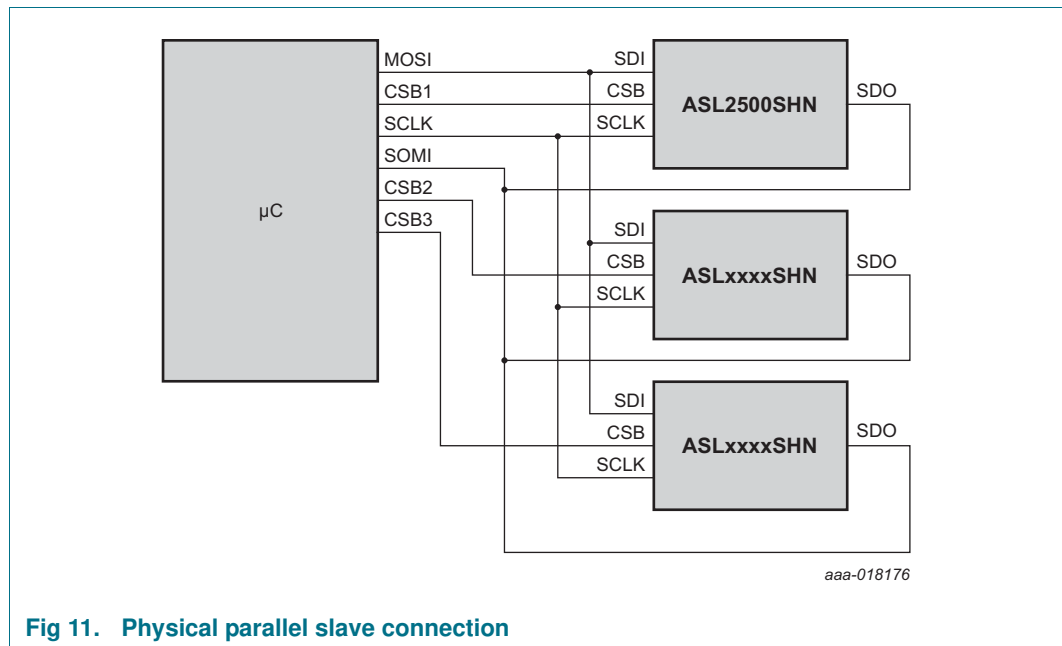 MOSI
CSB1
SCLK
SOMI
CSB2
CSB3
µC
SDI
CSB
SCLK
ASL2500SHN
SDO
SDI
CSB
SCLK
ASLxxxxSHN
SDO
SDI
CSB
SCLK
ASLxxxxSHN
SDO
aaa-018176
Fig 11. Physical parallel slave connection